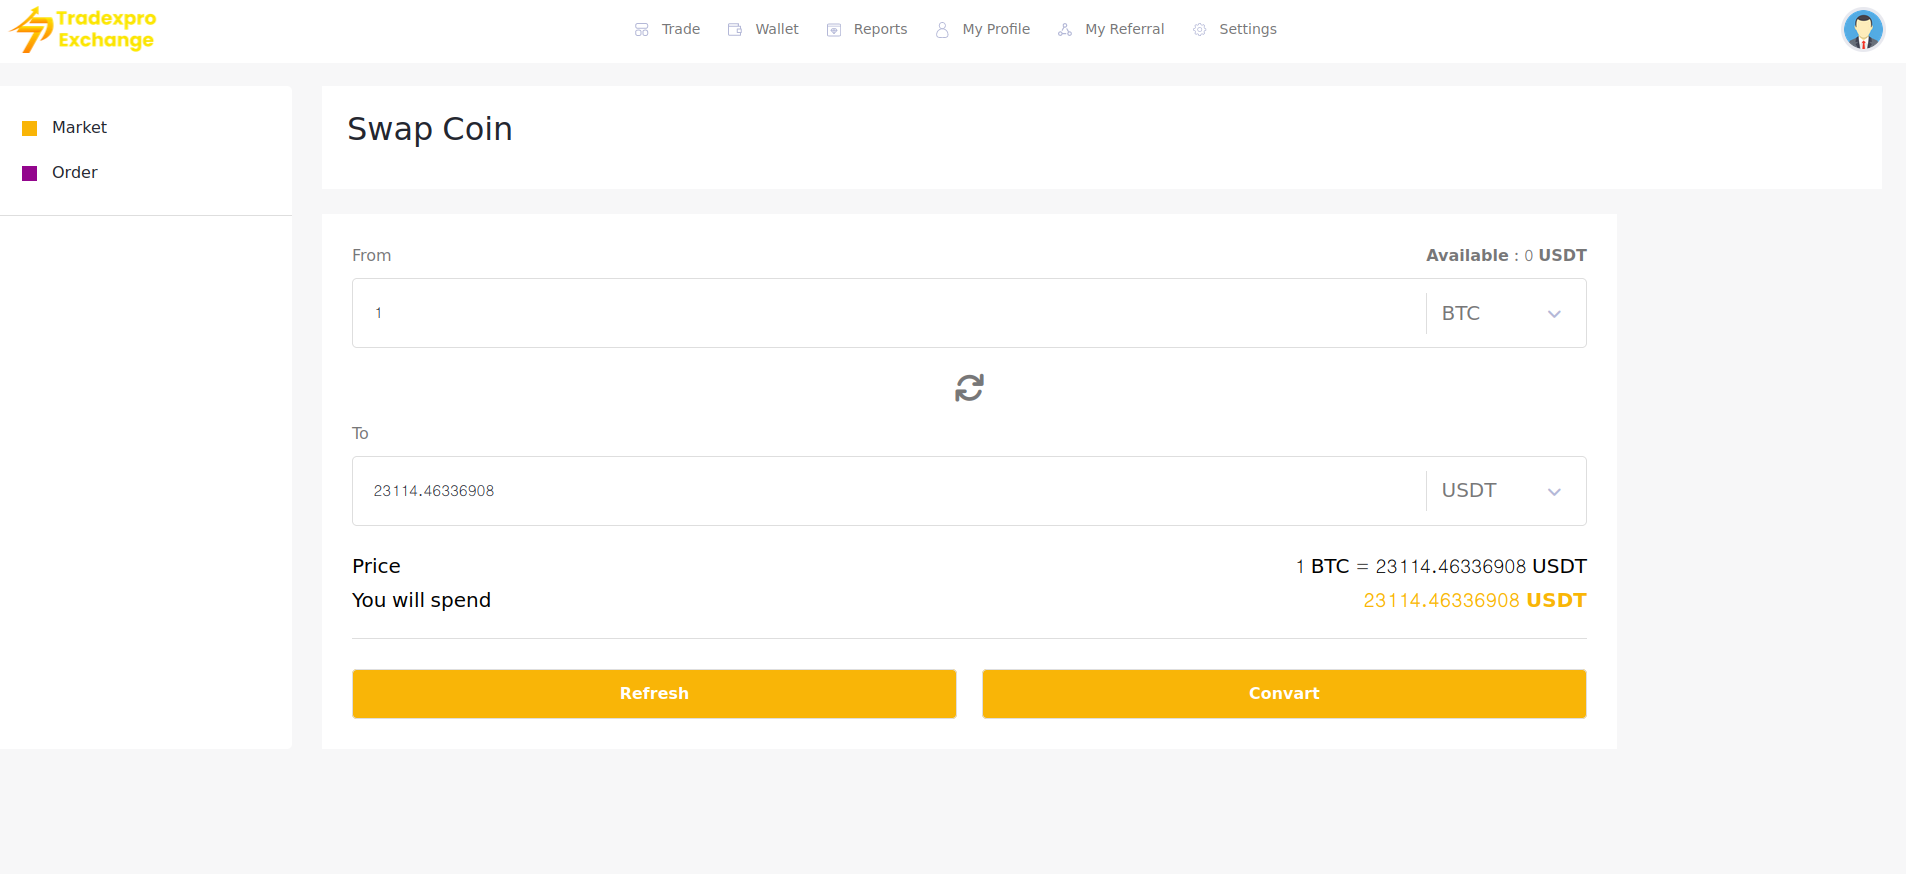 Tradexpro
Exchange
Trade
Wallet
Reports
My Profile
My Referral
Settings
Market
Order
Swap Coin
From
Available : 0 USDT
1
BTC
To
23114.46336908
USDT
Price
1 BTC = 23114.46336908 USDT
You will spend
23114.46336908 USDT
Refresh
Convart